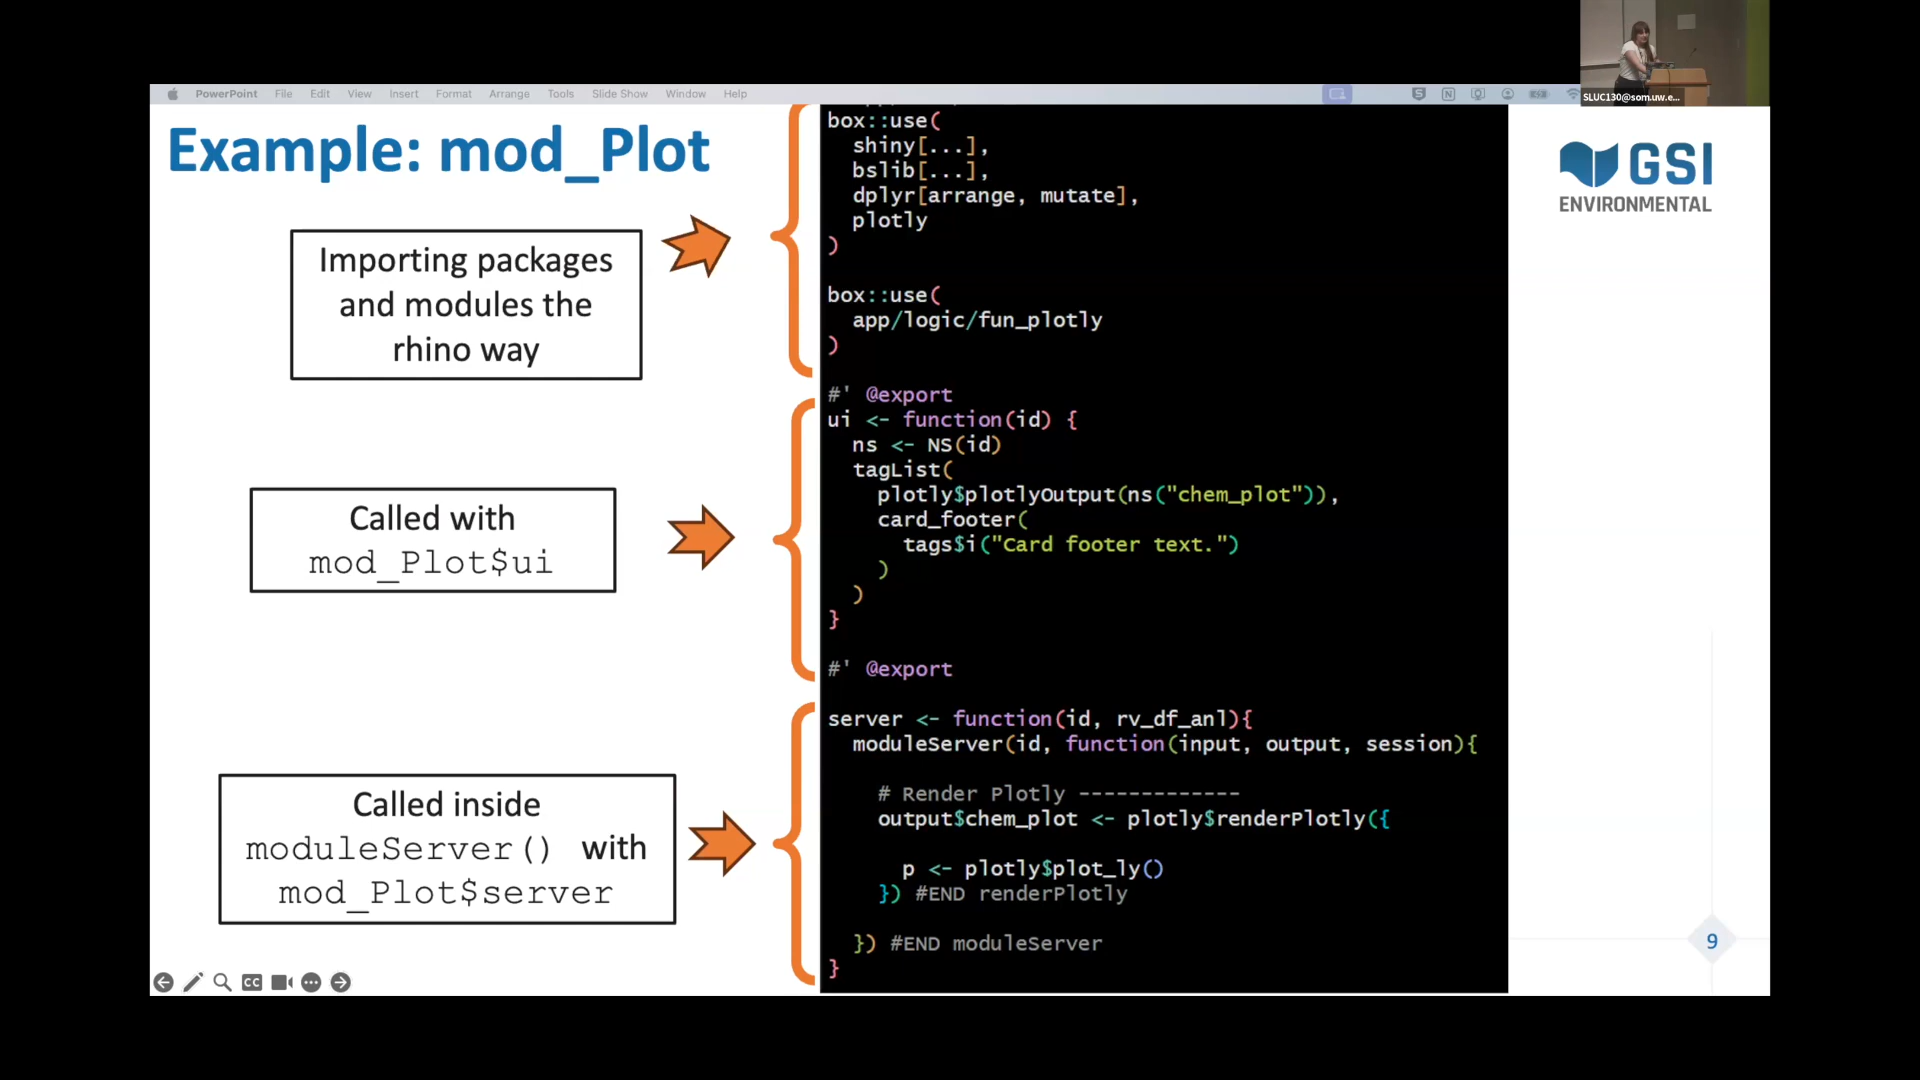 PowerPoint File Edit View Insert Format Arrange Tools Slide Show Window Help
SLUC130@som.uw.e...
Example: mod_Plot
Importing packages
and modules the
rhino way
Called with
mod_Plot$ui
Called inside
moduleServer() with
mod_Plot$server
box::use(
shiny[...],
bslib[...],
dplyr[arrange, mutate],
plotly
)
box::use(
app/logic/fun_plotly
)
#' @export
ui <- function(id) {
ns <- NS(id)
tagList(
plotly$plotlyOutput(ns("chem_plot")),
card_footer(
tags$i("Card footer text.")
)
)
}
#' @export
server <- function(id, rv_df_anl){
moduleServer(id, function(input, output, session){
# Render Plotly -------------
output$chem_plot <- plotly$renderPlotly({
p <- plotly$plot_ly()
}) #END renderPlotly
}) #END moduleServer
}
GSI
ENVIRONMENTAL
9
CC